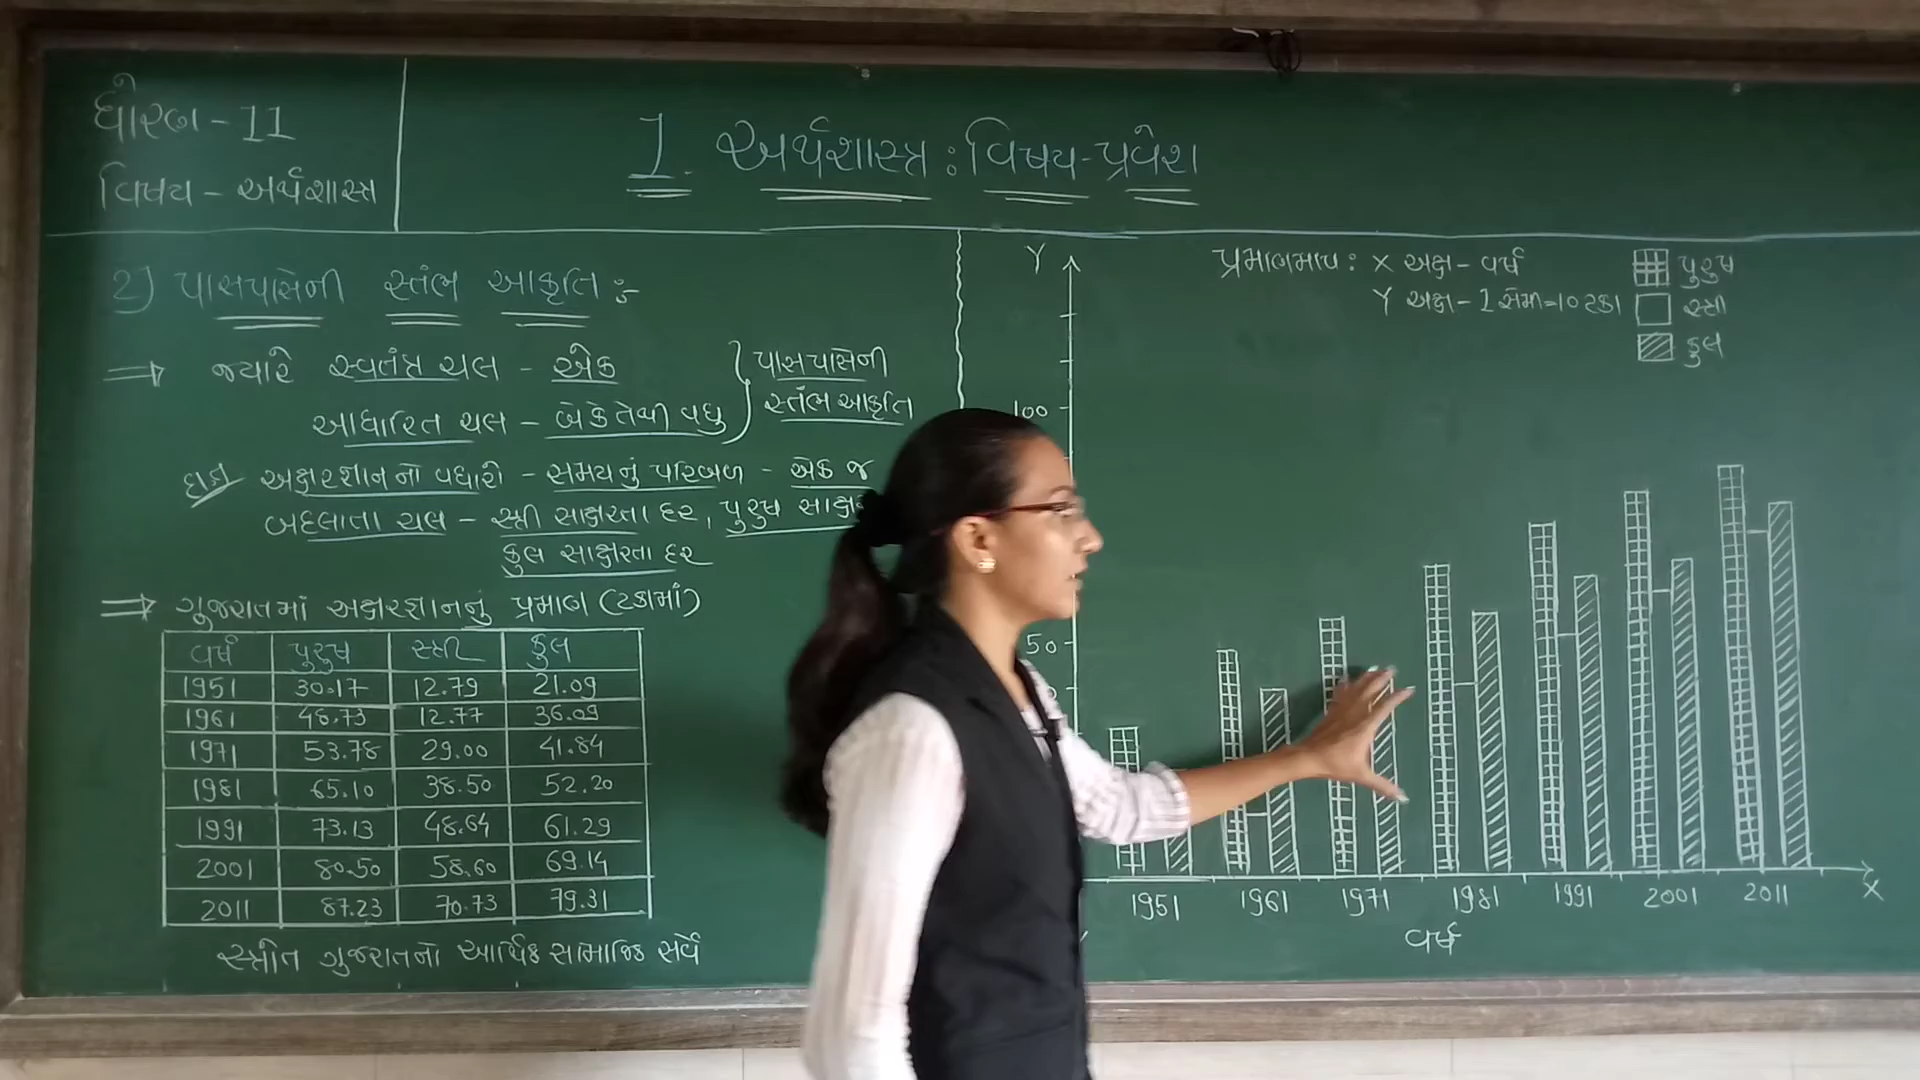 ધોરણ - 11
વિષય - અર્થશાસ્ત્ર
1. અર્થશાસ્ત્ર : વિષય-પ્રવેશ
2) પાસપાસેની સ્તંભ આકૃતિ :-
⇒ જ્યારે સ્વતંત્ર ચલ - એક
આધારિત ચલ - બે કે તેથી વધુ
પાસપાસેની
સ્તંભ આકૃતિ
દા.ત. અક્ષરજ્ઞાનનો વધારો - સમયનું પરિબળ - એક જ
બદલાતા ચલ - સ્ત્રી સાક્ષરતા દર, પુરુષ
કુલ સાક્ષરતા દર
⇒ ગુજરાતમાં અક્ષરજ્ઞાનનું પ્રમાણ (ટકામાં)
વર્ષ પુરુષ સ્ત્રી કુલ
1951 30.17 12.79 21.09
1961 48.73 12.77 36.09
1971 53.78 29.00 41.84
1981 65.10 38.50 52.20
1991 73.13 48.64 61.29
2001 80.50 58.60 69.14
2011 87.23 70.73 79.31
સ્ત્રોત ગુજરાતનો આર્થિક સામાજિક સર્વે
Y
પ્રમાણમાપ : X અક્ષ - વર્ષ
Y અક્ષ - 1 સેમી = 10 ટકા
પુરુષ
સ્ત્રી
કુલ
100
50
1951 1961 1971 1981 1991 2001 2011 X
વર્ષ